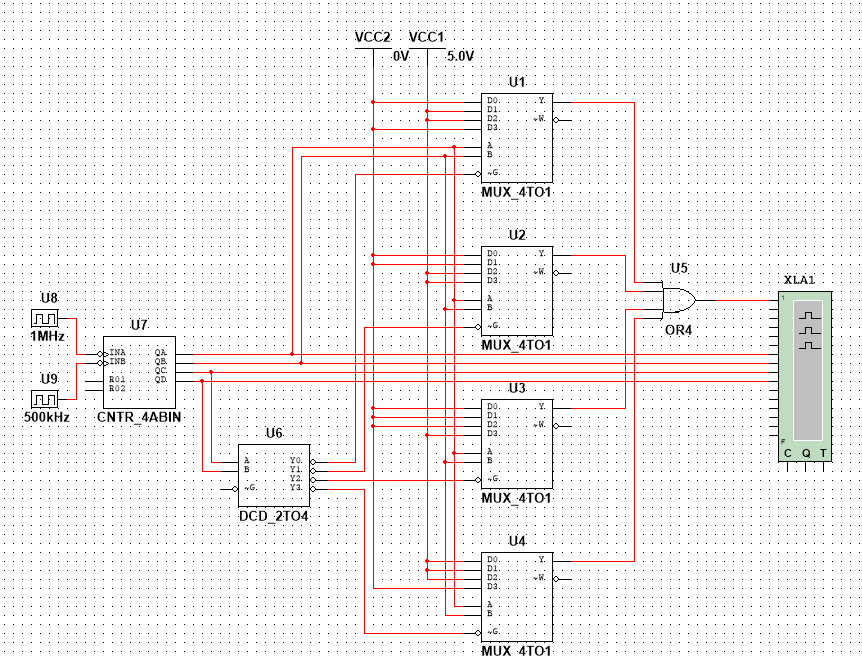 VCC2 VCC1
0V 5.0V
U1
D0. Y.
D1.
D2. ~W.
D3.
A
B
~G.
MUX_4TO1
U2
D0. Y.
D1.
D2. ~W.
D3.
A
B
~G.
MUX_4TO1
U5
OR4
XLA1
1
F
C Q T
U8
1MHz
U7
INA QA
INB QB
QC
R01 QD
R02
CNTR_4ABIN
U9
500kHz
U3
D0. Y.
D1.
D2. ~W.
D3.
A
B
~G.
MUX_4TO1
U6
A Y0.
B Y1.
Y2.
~G. Y3.
DCD_2TO4
U4
D0. Y.
D1.
D2. ~W.
D3.
A
B
~G.
MUX_4TO1